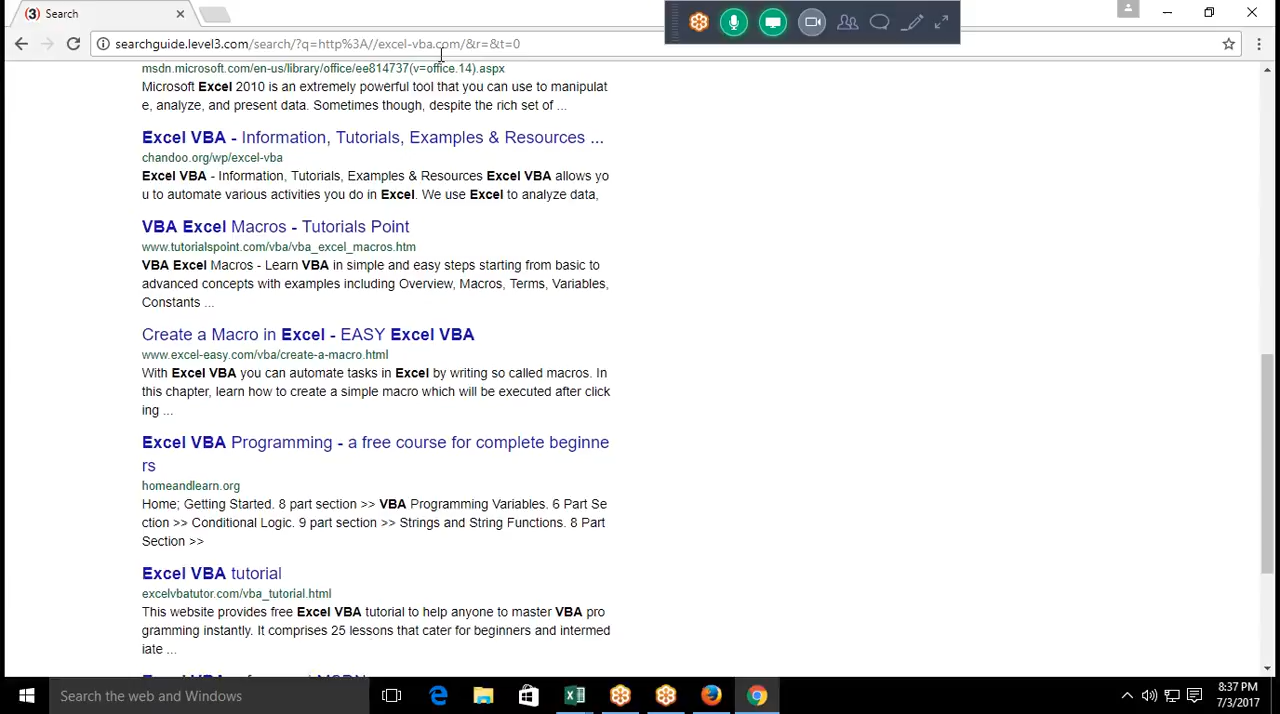 (3) Search
searchguide.level3.com/search/?q=http%3A//excel-vba.com/&r=&t=0
msdn.microsoft.com/en-us/library/office/ee814737(v=office.14).aspx
Microsoft Excel 2010 is an extremely powerful tool that you can use to manipulat
e, analyze, and present data. Sometimes though, despite the rich set of ...
Excel VBA - Information, Tutorials, Examples & Resources ...
chandoo.org/wp/excel-vba
Excel VBA - Information, Tutorials, Examples & Resources Excel VBA allows yo
u to automate various activities you do in Excel. We use Excel to analyze data,
VBA Excel Macros - Tutorials Point
www.tutorialspoint.com/vba/vba_excel_macros.htm
VBA Excel Macros - Learn VBA in simple and easy steps starting from basic to
advanced concepts with examples including Overview, Macros, Terms, Variables,
Constants ...
Create a Macro in Excel - EASY Excel VBA
www.excel-easy.com/vba/create-a-macro.html
With Excel VBA you can automate tasks in Excel by writing so called macros. In
this chapter, learn how to create a simple macro which will be executed after click
ing ...
Excel VBA Programming - a free course for complete beginne
rs
homeandlearn.org
Home; Getting Started. 8 part section >> VBA Programming Variables. 6 Part Se
ction >> Conditional Logic. 9 part section >> Strings and String Functions. 8 Part
Section >>
Excel VBA tutorial
excelvbatutor.com/vba_tutorial.html
This website provides free Excel VBA tutorial to help anyone to master VBA pro
gramming instantly. It comprises 25 lessons that cater for beginners and intermed
iate ...
Search the web and Windows
8:37 PM
7/3/2017